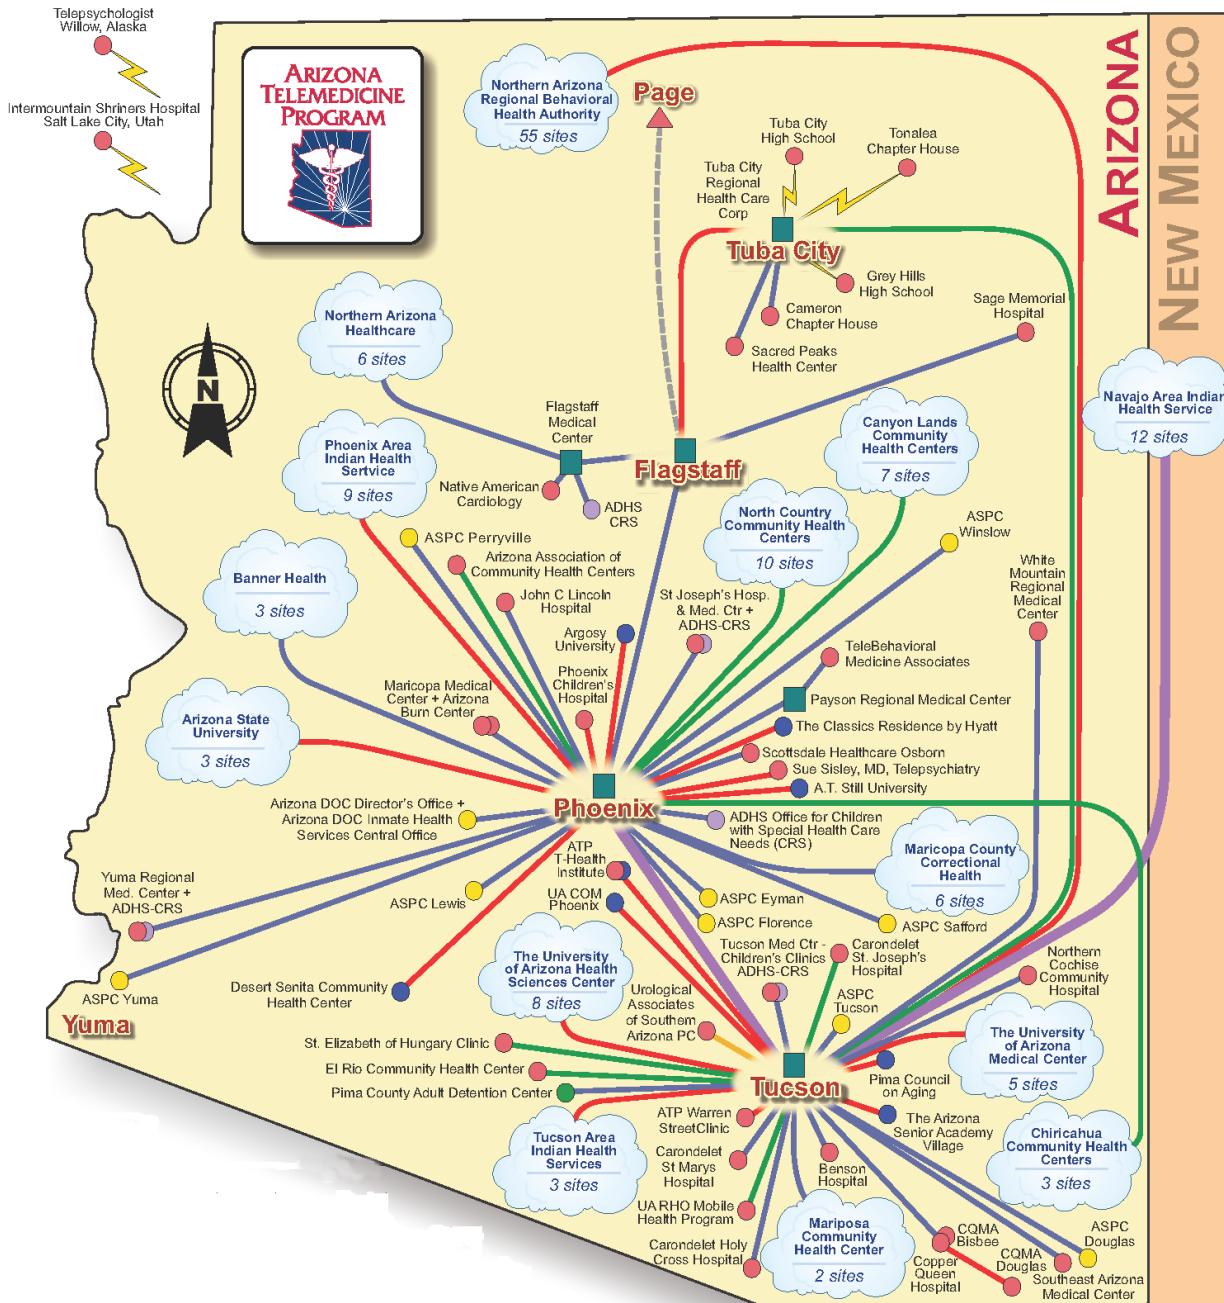 Telepsychologist
Willow, Alaska
Intermountain Shriners Hospital
Salt Lake City, Utah
ARIZONA
TELEMEDICINE
PROGRAM
Northern Arizona
Regional Behavioral
Health Authority
55 sites
Page
Tuba City
High School
Tonalea
Chapter House
Tuba City
Regional
Health Care
Corp
Tuba City
Grey Hills
High School
Cameron
Chapter House
Sacred Peaks
Health Center
Sage Memorial
Hospital
ARIZONA
NEW MEXICO
Northern Arizona
Healthcare
6 sites
N
Navajo Area Indian
Health Service
12 sites
Flagstaff
Medical
Center
Flagstaff
Native American
Cardiology
ADHS
CRS
Canyon Lands
Community
Health Centers
7 sites
Phoenix Area
Indian Health
Sertvice
9 sites
North Country
Community Health
Centers
10 sites
ASPC
Winslow
ASPC Perryville
Arizona Association of
Community Health Centers
John C Lincoln
Hospital
Argosy
University
St Joseph's Hosp.
& Med. Ctr +
ADHS-CRS
White
Mountain
Regional
Medical
Center
Banner Health
3 sites
TeleBehavioral
Medicine Associates
Phoenix
Children's
Hospital
Maricopa Medical
Center + Arizona
Burn Center
Payson Regional Medical Center
The Classics Residence by Hyatt
Arizona State
University
3 sites
Scottsdale Healthcare Osborn
Sue Sisley, MD, Telepsychiatry
A.T. Still University
Phoenix
Arizona DOC Director's Office +
Arizona DOC Inmate Health
Services Central Office
ADHS Office for Children
with Special Health Care
Needs (CRS)
Maricopa County
Correctional
Health
6 sites
ATP
T-Health
Institute
UA COM
Phoenix
Yuma Regional
Med. Center +
ADHS-CRS
ASPC Lewis
ASPC Eyman
ASPC Florence
ASPC Safford
ASPC Yuma
Yuma
Desert Senita Community
Health Center
The University
of Arizona Health
Sciences Center
8 sites
Tucson Med Ctr -
Children's Clinics
ADHS-CRS
Carondelet
St. Joseph's
Hospital
Northern
Cochise
Community
Hospital
Urological
Associates
of Southern
Arizona PC
ASPC
Tucson
St. Elizabeth of Hungary Clinic
El Rio Community Health Center
Pima County Adult Detention Center
The University
of Arizona
Medical Center
5 sites
Tucson
Pima Council
on Aging
ATP Warren
StreetClinic
The Arizona
Senior Academy
Village
Tucson Area
Indian Health
Services
3 sites
Carondelet
St Marys
Hospital
Benson
Hospital
Chiricahua
Community Health
Centers
3 sites
UA RHO Mobile
Health Program
Mariposa
Community
Health Center
2 sites
Carondelet Holy
Cross Hospital
CQMA
Bisbee
Copper
Queen
Hospital
CQMA
Douglas
ASPC
Douglas
Southeast Arizona
Medical Center